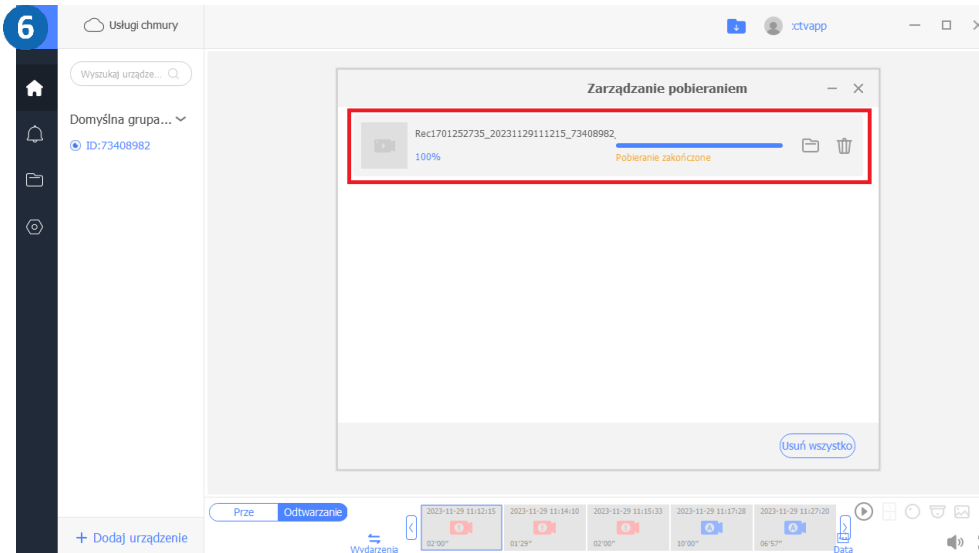 6
Usługi chmury
:ctvapp
Wyszukaj urządze...
Domyślna grupa...
ID:73408982
Zarządzanie pobieraniem
Rec1701252735_20231129111215_73408982_
100%
Pobieranie zakończone
Usuń wszystko
Prze Odtwarzanie
Wydarzenia
2023-11-29 11:12:15 2023-11-29 11:14:10 2023-11-29 11:15:33 2023-11-29 11:17:28 2023-11-29 11:27:20
A A
02'00" 01'29" 02'00" 10'00" 06'57"
Data
+ Dodaj urządzenie